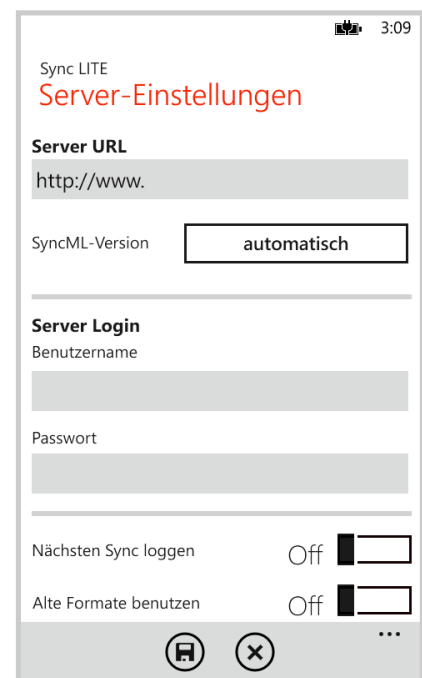 3:09
Sync LITE
Server-Einstellungen
Server URL
http://www.
SyncML-Version
automatisch
Server Login
Benutzername
Passwort
Nächsten Sync loggen
Off
Alte Formate benutzen
Off
...